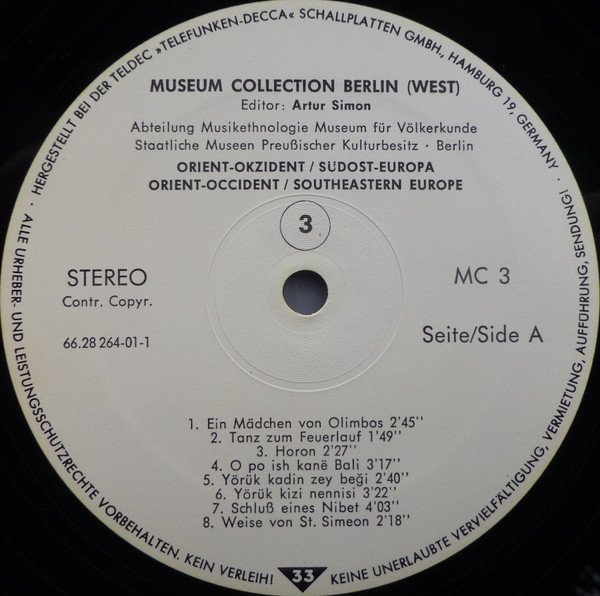 · HERGESTELLT BEI DER TELDEC »TELEFUNKEN-DECCA« SCHALLPLATTEN GMBH., HAMBURG 19, GERMANY ·
MUSEUM COLLECTION BERLIN (WEST)
Editor: Artur Simon
Abteilung Musikethnologie Museum für Völkerkunde
Staatliche Museen Preußischer Kulturbesitz · Berlin
ORIENT-OKZIDENT / SÜDOST-EUROPA
ORIENT-OCCIDENT / SOUTHEASTERN EUROPE
3
STEREO
Contr. Copyr.
MC 3
66.28 264-01-1
Seite/Side A
1. Ein Mädchen von Olimbos 2'45''
2. Tanz zum Feuerlauf 1'49''
3. Horon 2'27''
4. O po ish kanë Bali 3'17''
5. Yörük kadin zey beği 2'40''
6. Yörük kizi nennisi 3'22''
7. Schluß eines Nibet 4'03''
8. Weise von St. Simeon 2'18''
ALLE URHEBER- UND LEISTUNGSSCHUTZRECHTE VORBEHALTEN. KEIN VERLEIH! KEINE UNERLAUBTE VERVIELFÄLTIGUNG, VERMIETUNG, AUFFÜHRUNG, SENDUNG!
33